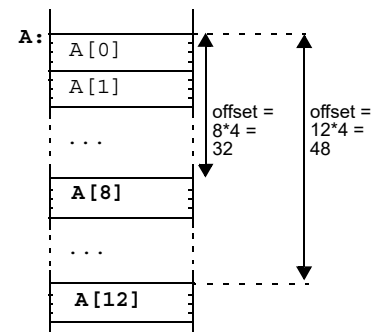 A:
A[0]
A[1]
...
A[8]
...
A[12]
offset =
8*4 =
32
offset =
12*4 =
48